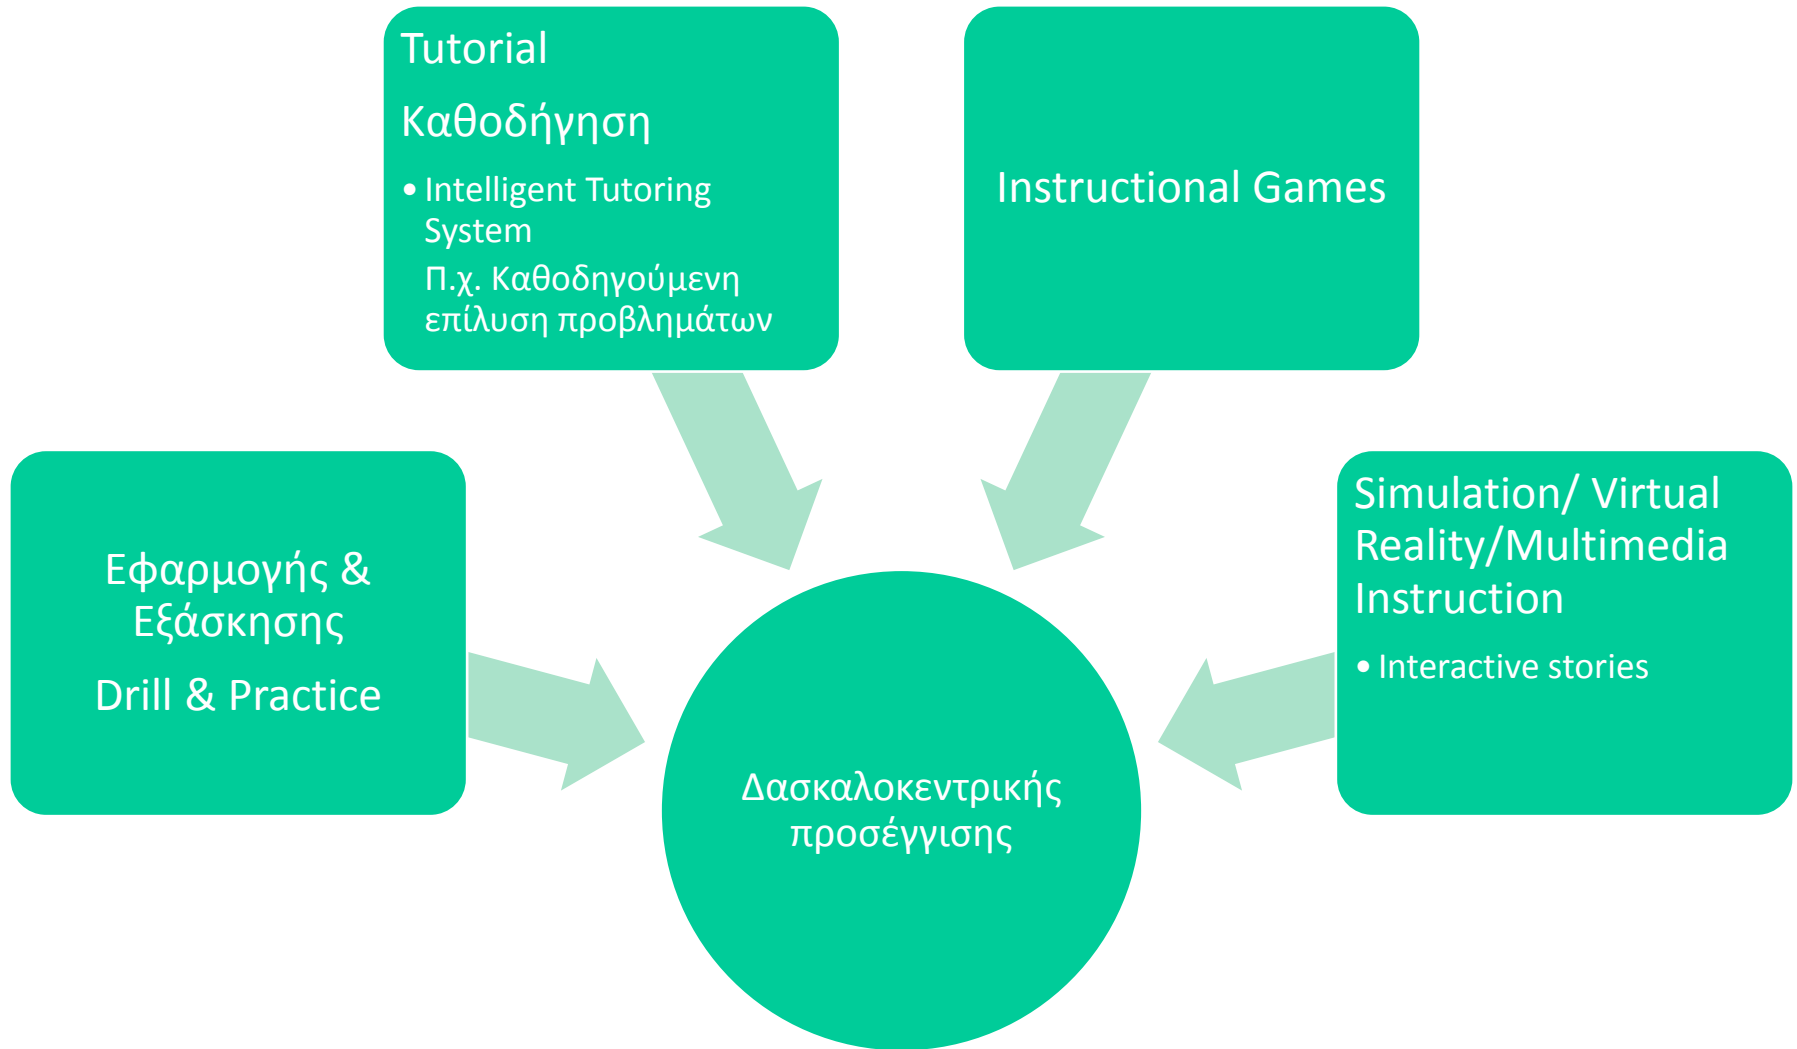 Tutorial
Καθοδήγηση
• Intelligent Tutoring
System
Π.χ. Καθοδηγούμενη
επίλυση προβλημάτων
Instructional Games
Εφαρμογής &
Εξάσκησης
Drill & Practice
Simulation/ Virtual
Reality/Multimedia
Instruction
• Interactive stories
Δασκαλοκεντρικής
προσέγγισης